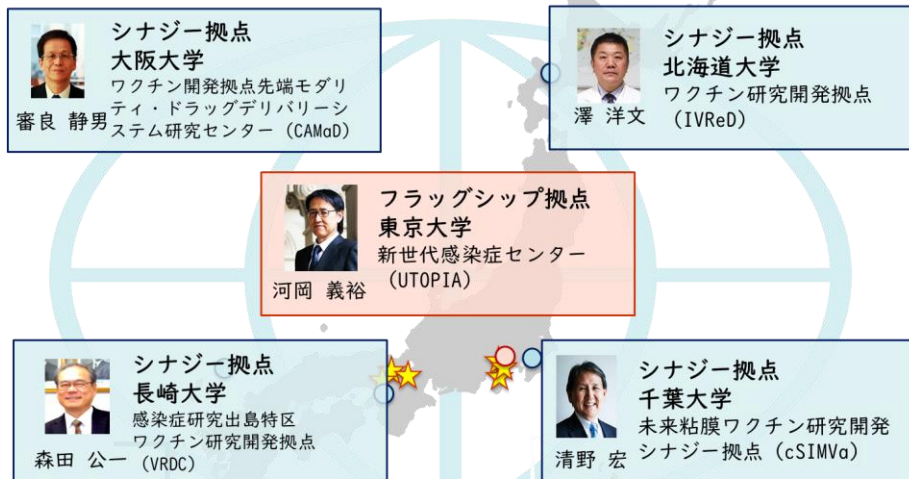 シナジー拠点
大阪大学
ワクチン開発拠点先端モダリ
ティ・ドラッグデリバリーシ
ステム研究センター（CAMaD）
審良 静男
シナジー拠点
北海道大学
ワクチン研究開発拠点
（IVReD）
澤 洋文
フラッグシップ拠点
東京大学
新世代感染症センター
（UTOPIA）
河岡 義裕
シナジー拠点
長崎大学
感染症研究出島特区
ワクチン研究開発拠点
（VRDC）
森田 公一
シナジー拠点
千葉大学
未来粘膜ワクチン研究開発
シナジー拠点（cSIMVa）
清野 宏